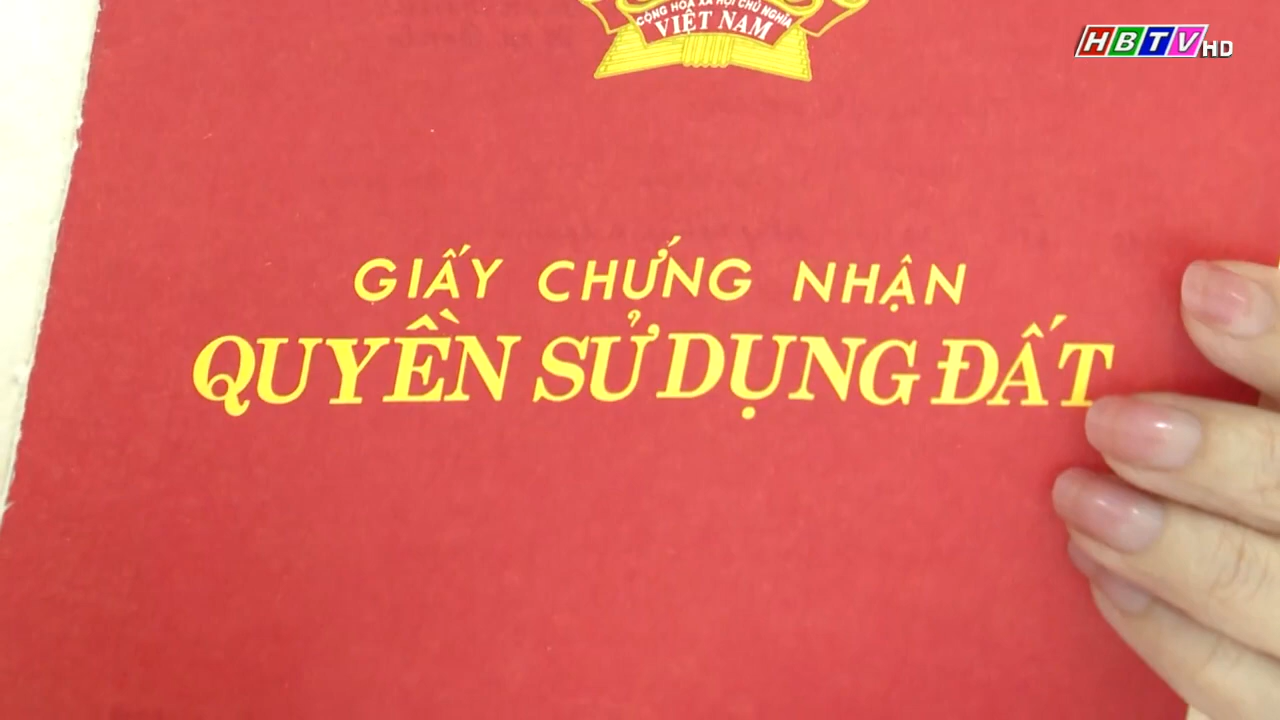 CỘNG HÒA XÃ HỘI CHỦ NGHĨA
VIỆT NAM
HBTV HD
GIẤY CHỨNG NHẬN
QUYỀN SỬ DỤNG ĐẤT